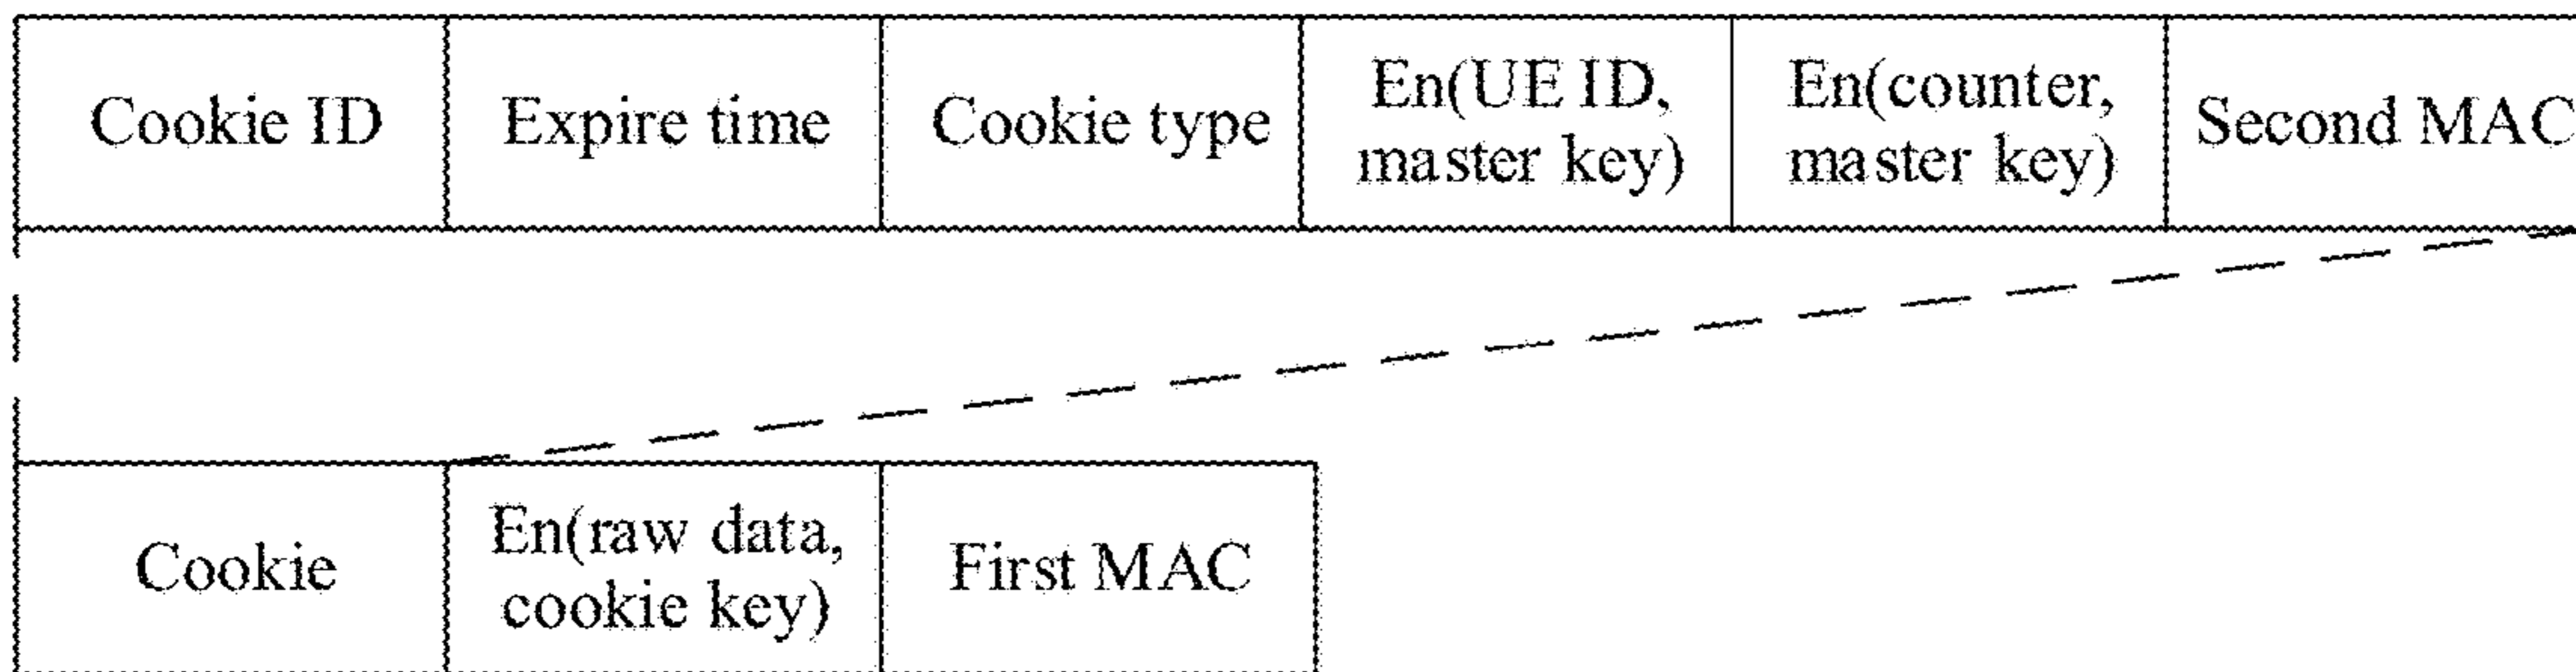 Cookie ID
Expire time
Cookie type
En(UE ID,
master key)
En(counter,
master key)
Second MAC
Cookie
En(raw data,
cookie key)
First MAC